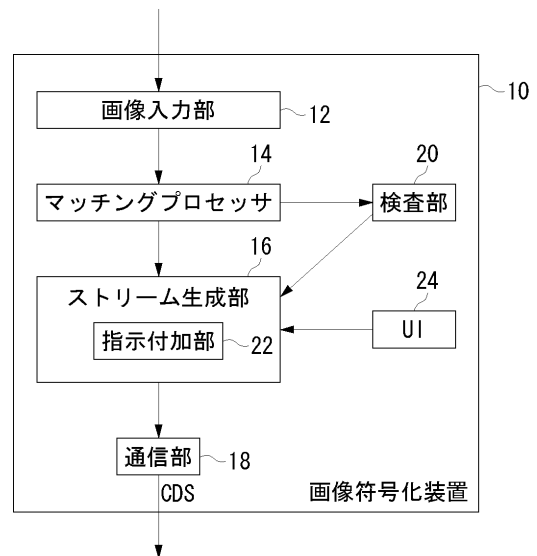 10
画像入力部
12
14
20
マッチングプロセッサ
検査部
16
24
ストリーム生成部
UI
指示付加部
22
通信部
18
CDS
画像符号化装置